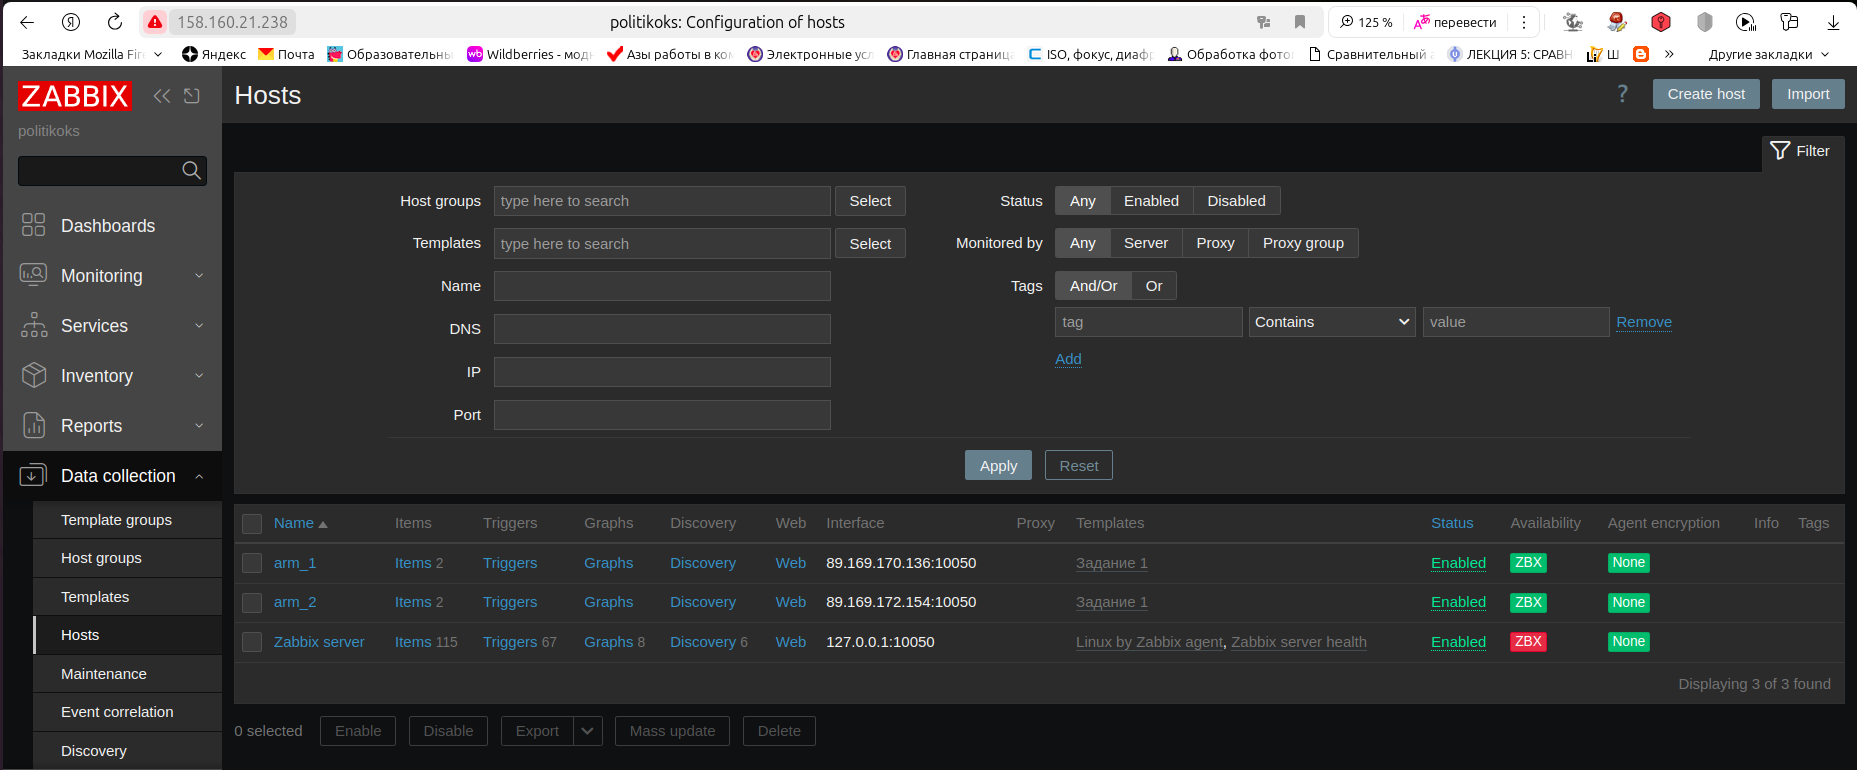 158.160.21.238 politikoks: Configuration of hosts 125 % перевести
Закладки Mozilla Fir Яндекс Почта Образовательны Wildberries - модн Азы работы в ком Электронные усл Главная страница ISO, фокус, диафр Обработка фото Сравнительный а ЛЕКЦИЯ 5: СРАВН Ш » Другие закладки
ZABBIX
politikoks
Hosts
? Create host Import
Filter
Dashboards
Monitoring
Services
Inventory
Reports
Data collection
Template groups
Host groups
Templates
Hosts
Maintenance
Event correlation
Discovery
Host groups type here to search Select
Templates type here to search Select
Name
DNS
IP
Port
Status Any Enabled Disabled
Monitored by Any Server Proxy Proxy group
Tags And/Or Or
tag Contains value Remove
Add
Apply Reset
Name Items Triggers Graphs Discovery Web Interface Proxy Templates Status Availability Agent encryption Info Tags
arm_1 Items 2 Triggers Graphs Discovery Web 89.169.170.136:10050 Задание 1 Enabled ZBX None
arm_2 Items 2 Triggers Graphs Discovery Web 89.169.172.154:10050 Задание 1 Enabled ZBX None
Zabbix server Items 115 Triggers 67 Graphs 8 Discovery 6 Web 127.0.0.1:10050 Linux by Zabbix agent, Zabbix server health Enabled ZBX None
Displaying 3 of 3 found
0 selected Enable Disable Export Mass update Delete